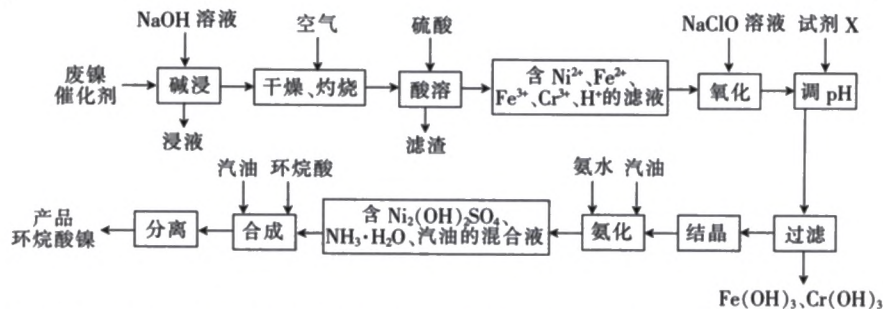 NaOH 溶液 空气 硫酸 NaClO 溶液 试剂 X
废镍
催化剂
碱浸
干燥、灼烧
酸溶
含 Ni²⁺、Fe²⁺、
Fe³⁺、Cr³⁺、H⁺的滤液
氧化
调 pH
浸液 滤渣
汽油 环烷酸 氨水 汽油
产品
环烷酸镍
分离
合成
含 Ni₂(OH)₂SO₄、
NH₃·H₂O、汽油的混合液
氨化
结晶
过滤
Fe(OH)₃、Cr(OH)₃